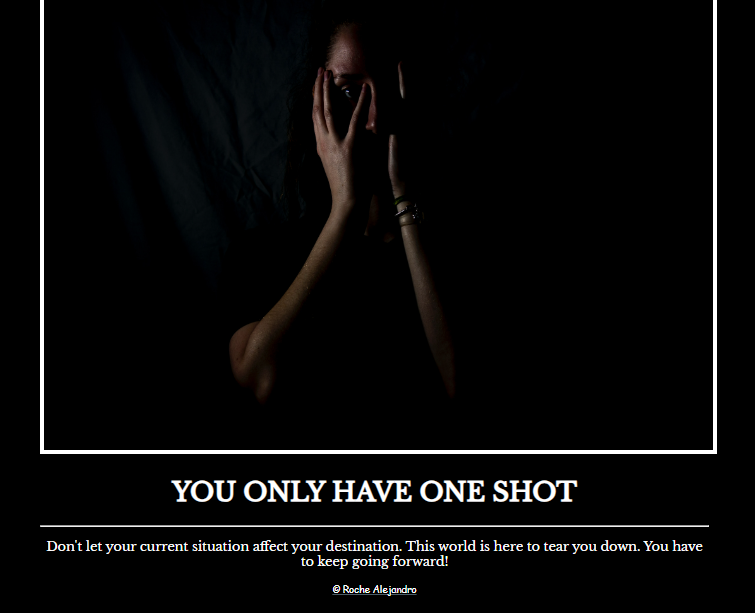 YOU ONLY HAVE ONE SHOT
Don't let your current situation affect your destination. This world is here to tear you down. You have
to keep going forward!
© Roche Alejandro